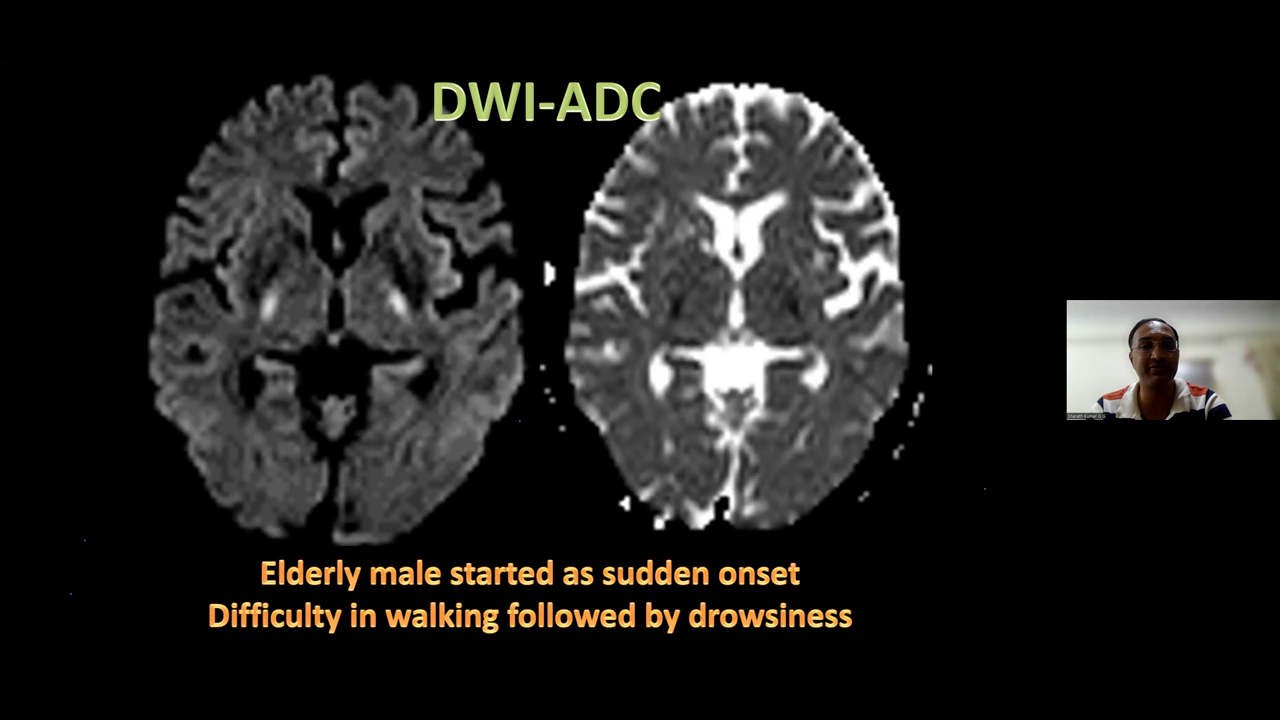 DWI-ADC
Elderly male started as sudden onset
Difficulty in walking followed by drowsiness